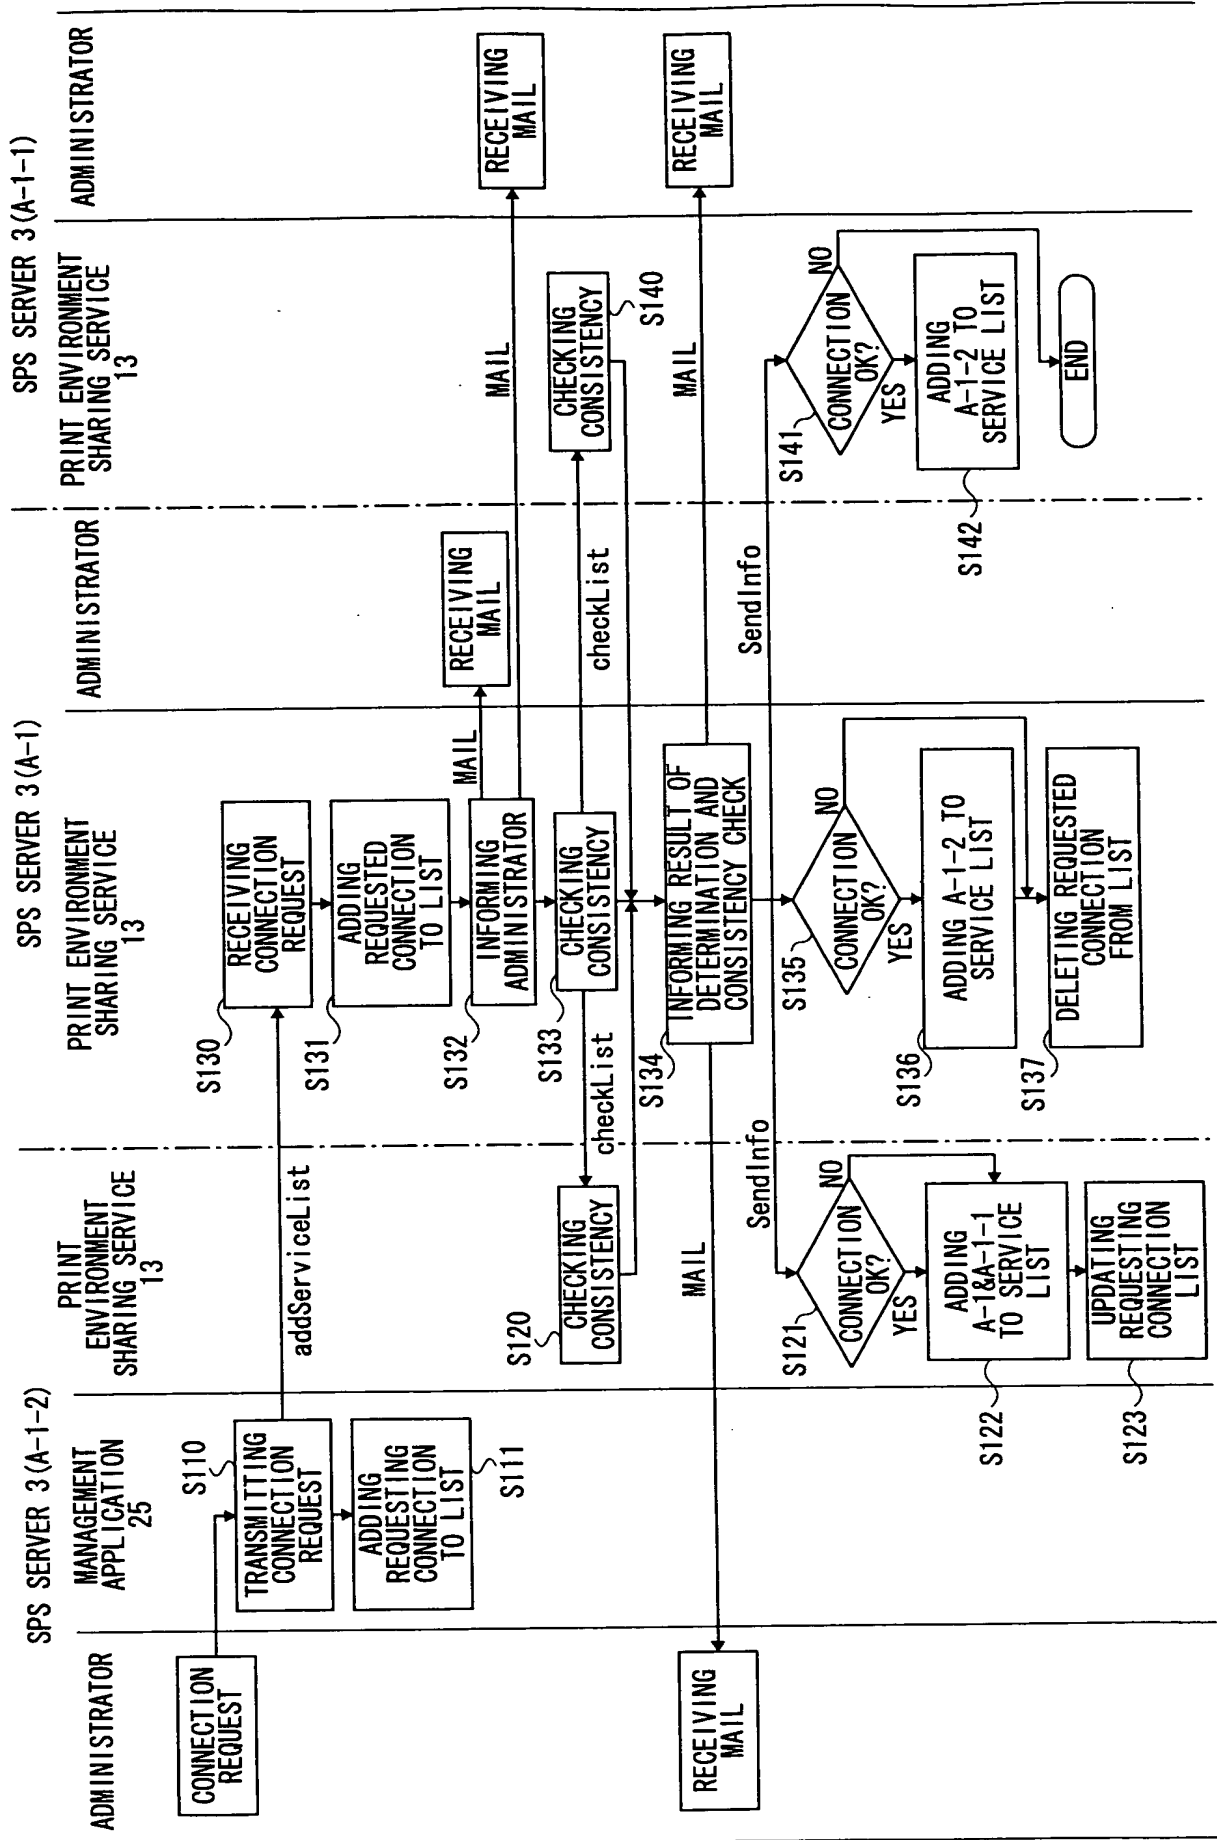 SPS SERVER 3(A-1-2)
ADMINISTRATOR
MANAGEMENT
APPLICATION
25
PRINT
ENVIRONMENT
SHARING SERVICE
13
SPS SERVER 3(A-1)
PRINT ENVIRONMENT
SHARING SERVICE
13
ADMINISTRATOR
SPS SERVER 3(A-1-1)
PRINT ENVIRONMENT
SHARING SERVICE
13
ADMINISTRATOR
CONNECTION
REQUEST
S110
TRANSMITTING
CONNECTION
REQUEST
addServiceList
S130
RECEIVING
CONNECTION
REQUEST
ADDING
REQUESTING
CONNECTION
TO LIST
S111
S131
ADDING
REQUESTED
CONNECTION
TO LIST
S132
INFORMING
ADMINISTRATOR
MAIL
RECEIVING
MAIL
MAIL
RECEIVING
MAIL
S120
CHECKING
CONSISTENCY
checkList
S133
CHECKING
CONSISTENCY
checkList
CHECKING
CONSISTENCY
S140
RECEIVING
MAIL
MAIL
S134
INFORMING RESULT OF
DETERMINATION AND
CONSISTENCY CHECK
MAIL
RECEIVING
MAIL
SendInfo
SendInfo
S121
CONNECTION
OK?
NO
YES
S135
CONNECTION
OK?
NO
YES
S141
CONNECTION
OK?
NO
YES
S122
ADDING
A-1&A-1-1
TO SERVICE
LIST
S136
ADDING A-1-2 TO
SERVICE LIST
S142
ADDING
A-1-2 TO
SERVICE LIST
S123
UPDATING
REQUESTING
CONNECTION
LIST
S137
DELETING REQUESTED
CONNECTION
FROM LIST
END